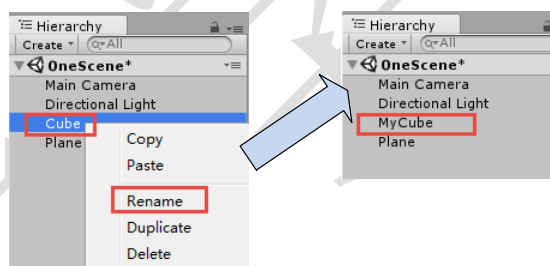 Hierarchy
Create All
OneScene*
Main Camera
Directional Light
Cube
Plane
Copy
Paste
Rename
Duplicate
Delete
Hierarchy
Create All
OneScene*
Main Camera
Directional Light
MyCube
Plane